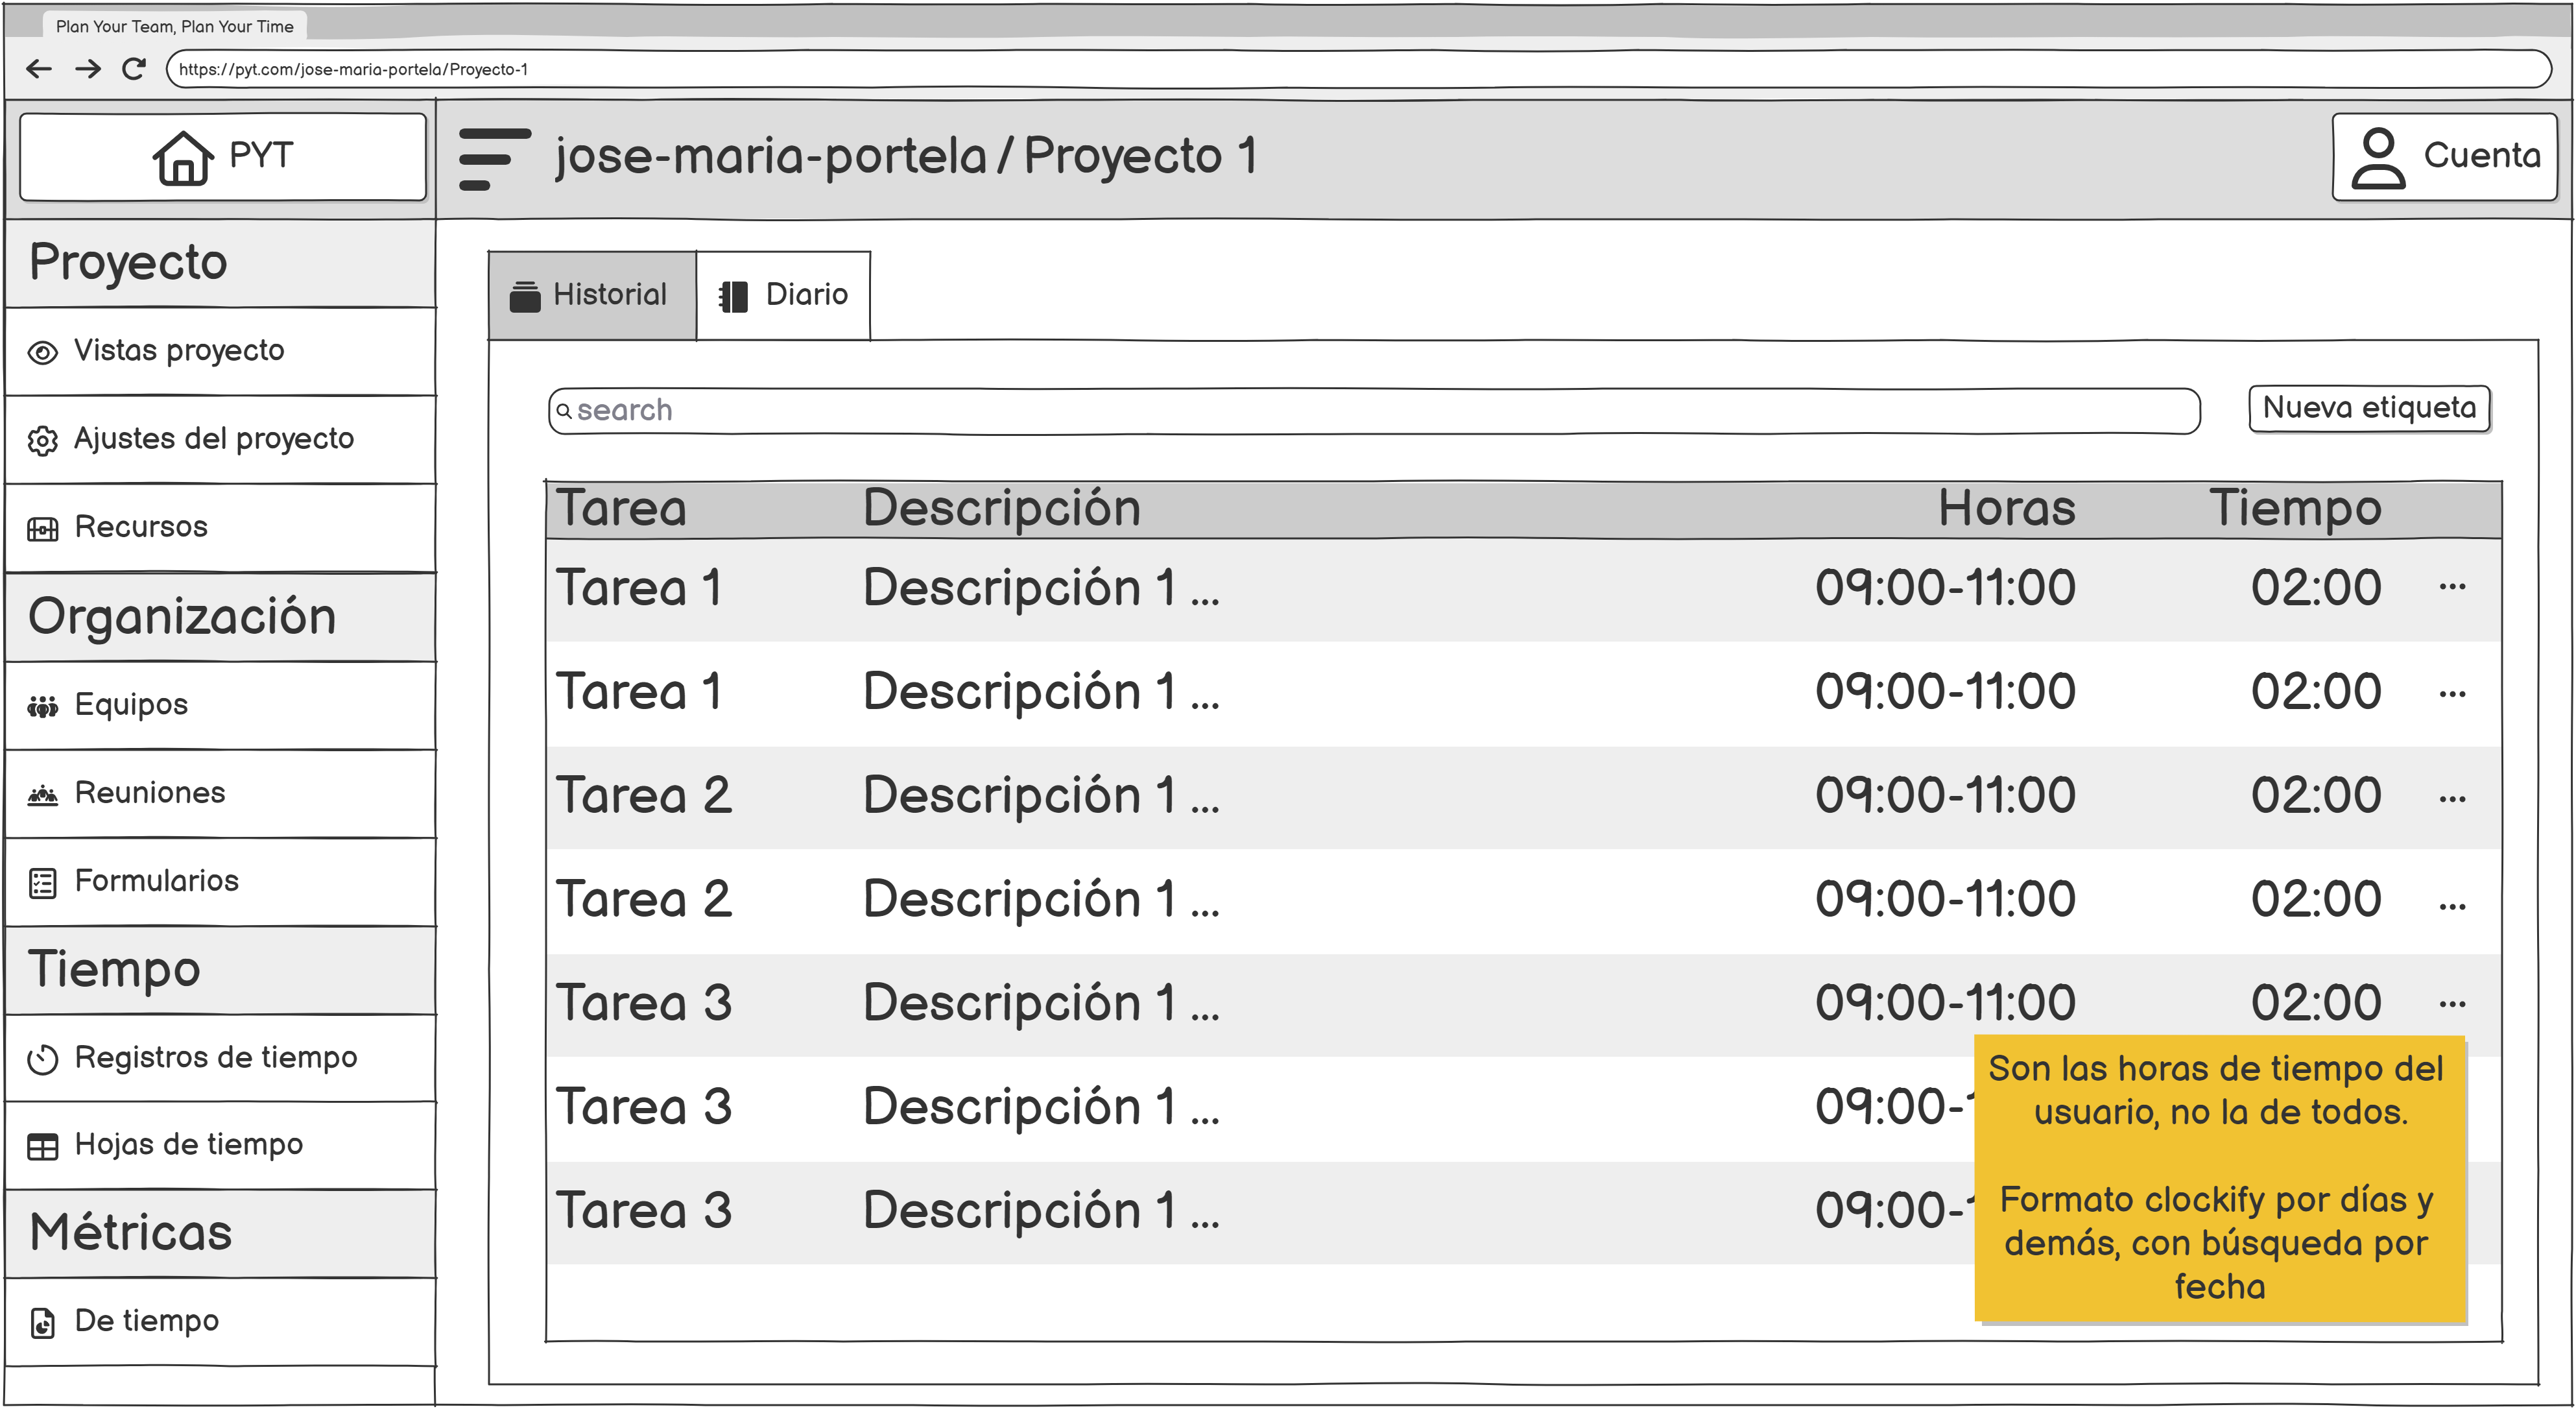 Plan Your Team, Plan Your Time
https://pyt.com/jose-maria-portela/Proyecto-1
PYT
jose-maria-portela / Proyecto 1
Cuenta
Proyecto
Vistas proyecto
Ajustes del proyecto
Recursos
Organización
Equipos
Reuniones
Formularios
Tiempo
Registros de tiempo
Hojas de tiempo
Métricas
De tiempo
Historial
Diario
search
Nueva etiqueta
Tarea Descripción Horas Tiempo
Tarea 1 Descripción 1 ... 09:00-11:00 02:00 ...
Tarea 1 Descripción 1 ... 09:00-11:00 02:00 ...
Tarea 2 Descripción 1 ... 09:00-11:00 02:00 ...
Tarea 2 Descripción 1 ... 09:00-11:00 02:00 ...
Tarea 3 Descripción 1 ... 09:00-11:00 02:00 ...
Tarea 3 Descripción 1 ... 09:00-
Tarea 3 Descripción 1 ... 09:00-
Son las horas de tiempo del
usuario, no la de todos.
Formato clockify por días y
demás, con búsqueda por
fecha